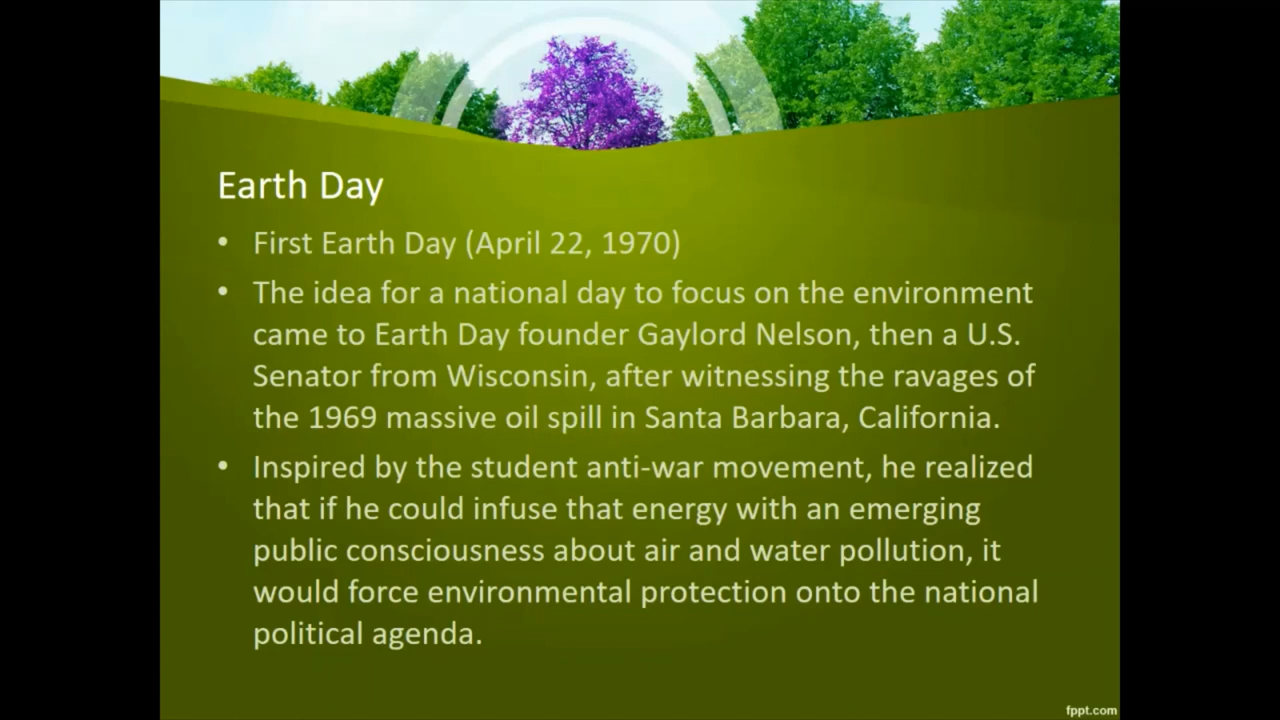 Earth Day
• First Earth Day (April 22, 1970)
• The idea for a national day to focus on the environment
came to Earth Day founder Gaylord Nelson, then a U.S.
Senator from Wisconsin, after witnessing the ravages of
the 1969 massive oil spill in Santa Barbara, California.
• Inspired by the student anti-war movement, he realized
that if he could infuse that energy with an emerging
public consciousness about air and water pollution, it
would force environmental protection onto the national
political agenda.
fppt.com